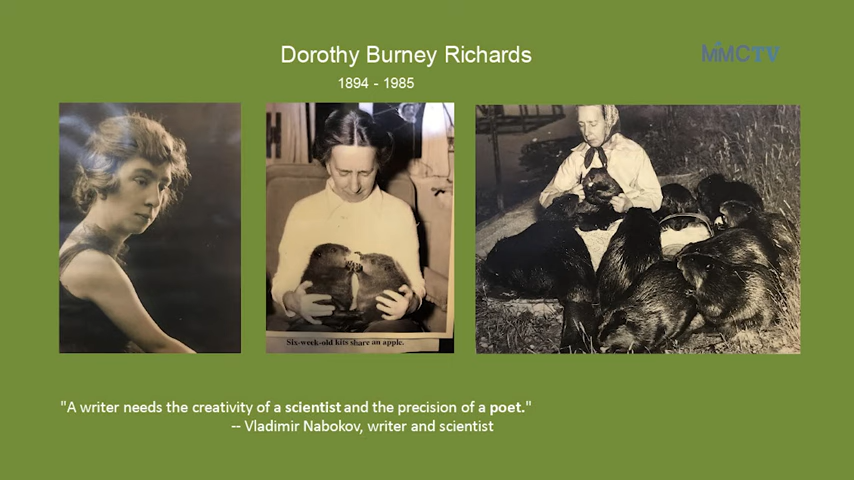 Dorothy Burney Richards
MMCTV
1894 - 1985
Six-week-old kits share an apple.
"A writer needs the creativity of a scientist and the precision of a poet."
-- Vladimir Nabokov, writer and scientist